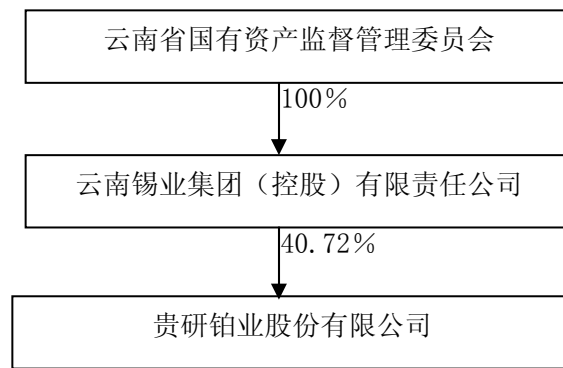 云南省国有资产监督管理委员会
100％
云南锡业集团（控股）有限责任公司
40.72％
贵研铂业股份有限公司